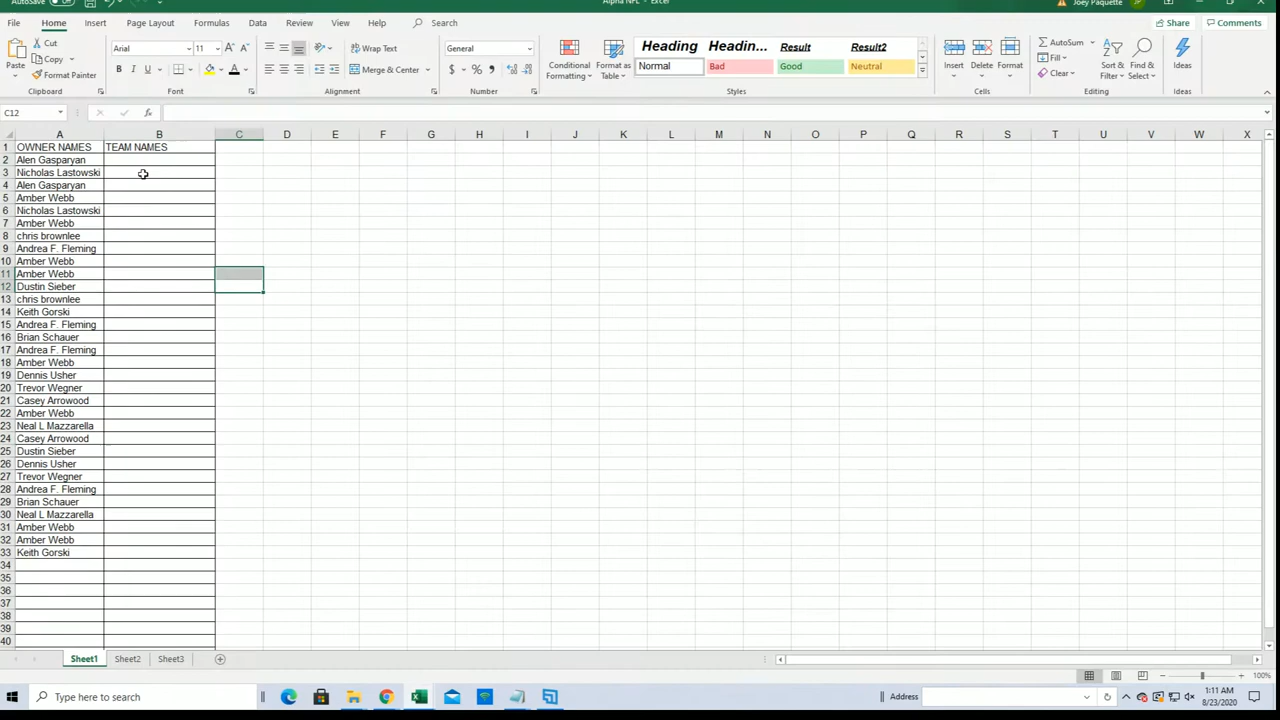 AutoSave Off Alpha NFL - Excel Joey Paquette JP
File Home Insert Page Layout Formulas Data Review View Help Search Share Comments
Paste Cut Copy Format Painter Clipboard
Arial 11 A A B I U A Font
Wrap Text Merge & Center Alignment
General $ % Number
Conditional Formatting Format as Table
Heading Headin... Result Result2
Normal Bad Good Neutral
Styles
Insert Delete Format Cells
AutoSum Fill Clear Sort & Filter Find & Select Editing
Ideas Ideas
C12 fx
A B C D E F G H I J K L M N O P Q R S T U V W X
1 OWNER NAMES TEAM NAMES
2 Alen Gasparyan
3 Nicholas Lastowski
4 Alen Gasparyan
5 Amber Webb
6 Nicholas Lastowski
7 Amber Webb
8 chris brownlee
9 Andrea F. Fleming
10 Amber Webb
11 Amber Webb
12 Dustin Sieber
13 chris brownlee
14 Keith Gorski
15 Andrea F. Fleming
16 Brian Schauer
17 Andrea F. Fleming
18 Amber Webb
19 Dennis Usher
20 Trevor Wegner
21 Casey Arrowood
22 Amber Webb
23 Neal L Mazzarella
24 Casey Arrowood
25 Dustin Sieber
26 Dennis Usher
27 Trevor Wegner
28 Andrea F. Fleming
29 Brian Schauer
30 Neal L Mazzarella
31 Amber Webb
32 Amber Webb
33 Keith Gorski
34
35
36
37
38
39
40
Sheet1 Sheet2 Sheet3
100%
Type here to search Address 1:11 AM
8/23/2020